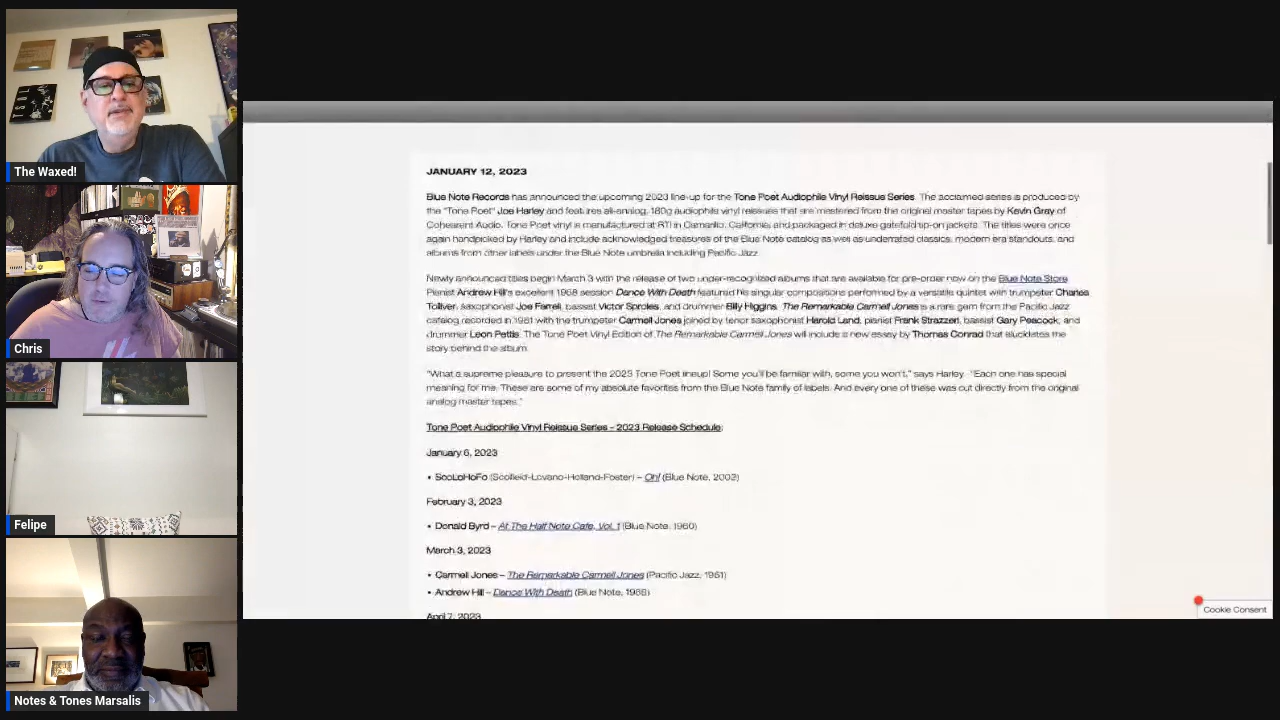 The Waxed!
Chris
Felipe
Notes & Tones Marsalis
JANUARY 12, 2023
Blue Note Records has announced the upcoming 2023 line-up for the Tone Poet Audiophile Vinyl Reissue Series. The acclaimed series is produced by
the "Tone Poet" Joe Harley and features all-analog, 180g audiophile vinyl reissues that are mastered from the original master tapes by Kevin Gray of
Cohearent Audio. Tone Poet vinyl is manufactured at RTI in Camarillo, California, and packaged in deluxe gatefold tip-on jackets. The titles were once
again handpicked by Harley and include acknowledged treasures of the Blue Note catalog as well as underrated classics, modern era standouts, and
albums from other labels under the Blue Note umbrella including Pacific Jazz.
Newly announced titles begin March 3 with the release of two under-recognized albums that are available for pre-order now on the Blue Note Store.
Pianist Andrew Hill's excellent 1968 session Dance With Death featured his singular compositions performed by a versatile quintet with trumpeter Charles
Tolliver, saxophonist Joe Farrell, bassist Victor Sproles, and drummer Billy Higgins. The Remarkable Carmell Jones is a rare gem from the Pacific Jazz
catalog recorded in 1961 with the trumpeter Carmell Jones joined by tenor saxophonist Harold Land, pianist Frank Strazzeri, bassist Gary Peacock, and
drummer Leon Pettis. The Tone Poet Vinyl Edition of The Remarkable Carmell Jones will include a new essay by Thomas Conrad that elucidates the
story behind the album.
"What a supreme pleasure to present the 2023 Tone Poet lineup! Some you'll be familiar with, some you won't," says Harley. "Each one has special
meaning for me. These are some of my absolute favorites from the Blue Note family of labels. And every one of these was cut directly from the original
analog master tapes."
Tone Poet Audiophile Vinyl Reissue Series – 2023 Release Schedule:
January 6, 2023
• ScoLoHoFo (Scofield-Lovano-Holland-Foster) – Oh! (Blue Note, 2002)
February 3, 2023
• Donald Byrd – At The Half Note Cafe, Vol. 1 (Blue Note, 1960)
March 3, 2023
• Carmell Jones – The Remarkable Carmell Jones (Pacific Jazz, 1961)
• Andrew Hill – Dance With Death (Blue Note, 1968)
April 7, 2023
Cookie Consent